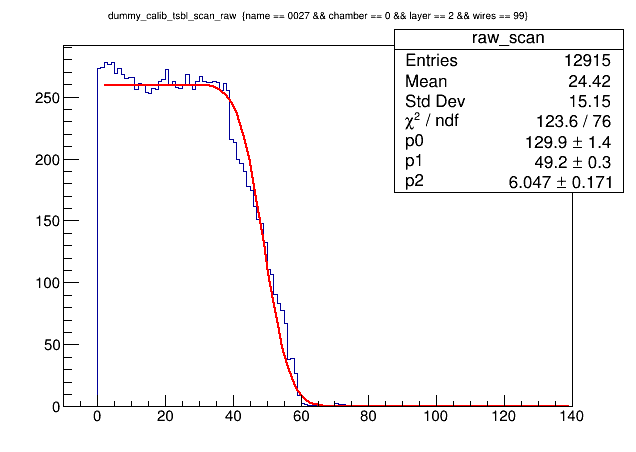 dummy_calib_tsbl_scan_raw {name == 0027 && chamber == 0 && layer == 2 && wires == 99}
raw_scan
Entries 12915
Mean 24.42
Std Dev 15.15
χ² / ndf 123.6 / 76
p0 129.9 ± 1.4
p1 49.2 ± 0.3
p2 6.047 ± 0.171
250
200
150
100
50
0
0 20 40 60 80 100 120 140